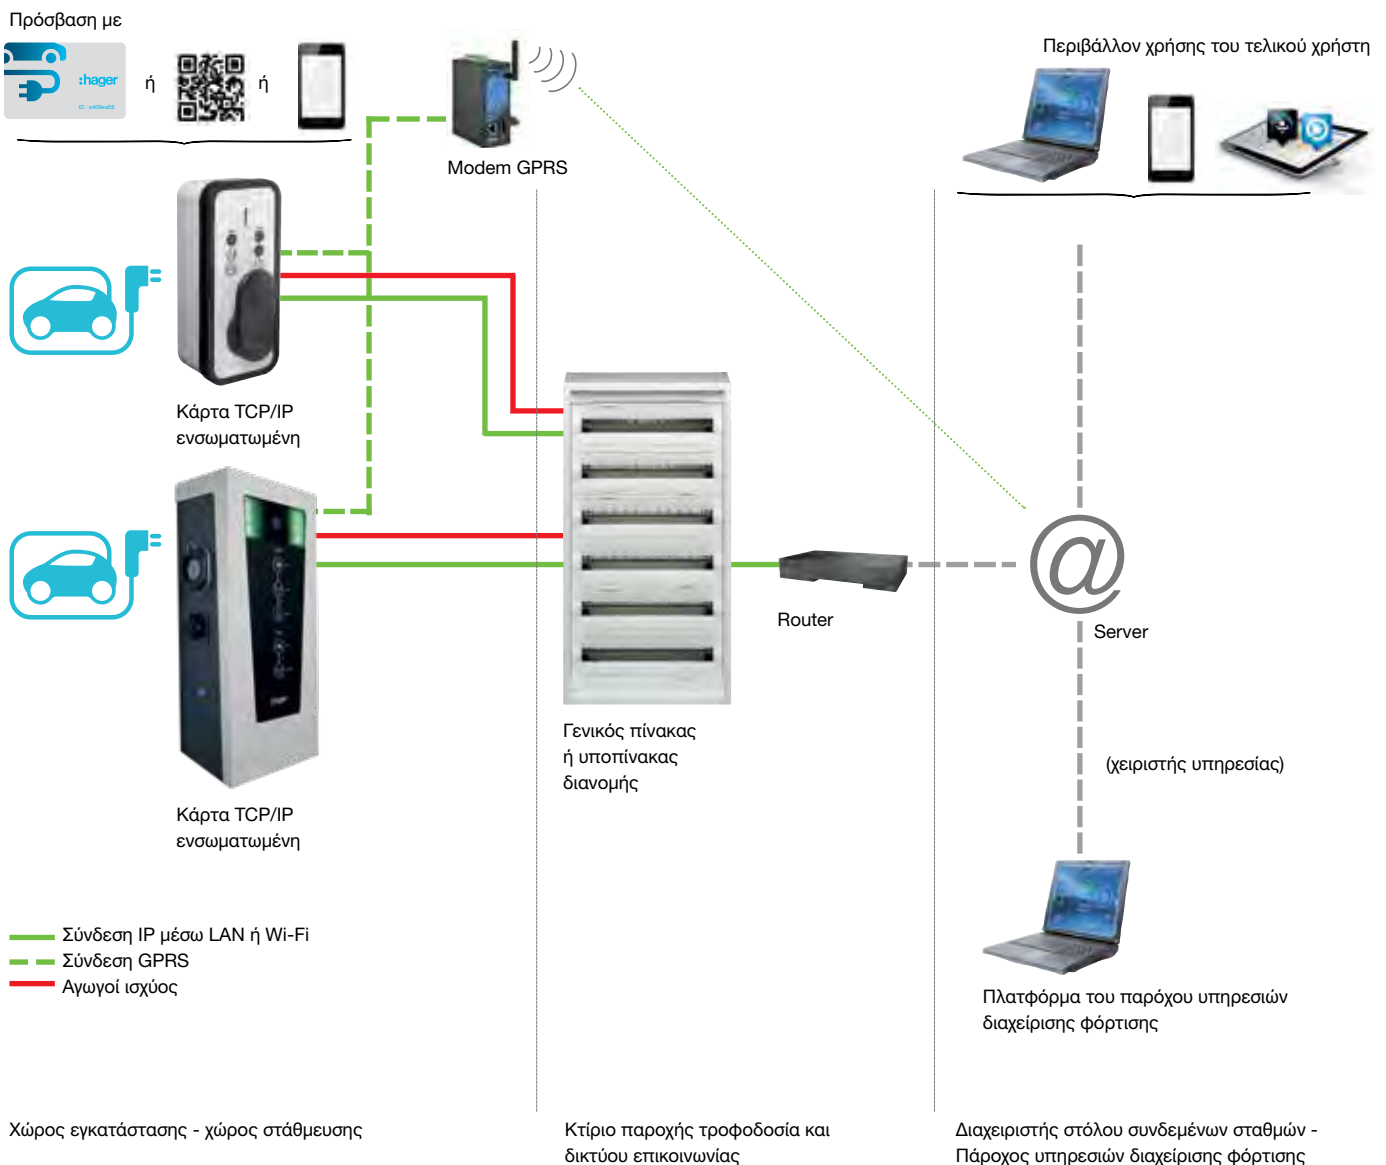 Πρόσβαση με
:hager
ή
ή
Modem GPRS
Περιβάλλον χρήσης του τελικού χρήστη
Κάρτα TCP/IP
ενσωματωμένη
Router
Server
Γενικός πίνακας
ή υποπίνακας
διανομής
(χειριστής υπηρεσίας)
Κάρτα TCP/IP
ενσωματωμένη
Σύνδεση IP μέσω LAN ή Wi-Fi
Σύνδεση GPRS
Αγωγοί ισχύος
Πλατφόρμα του παρόχου υπηρεσιών
διαχείρισης φόρτισης
Χώρος εγκατάστασης - χώρος στάθμευσης
Κτίριο παροχής τροφοδοσία και
δικτύου επικοινωνίας
Διαχειριστής στόλου συνδεμένων σταθμών -
Πάροχος υπηρεσιών διαχείρισης φόρτισης